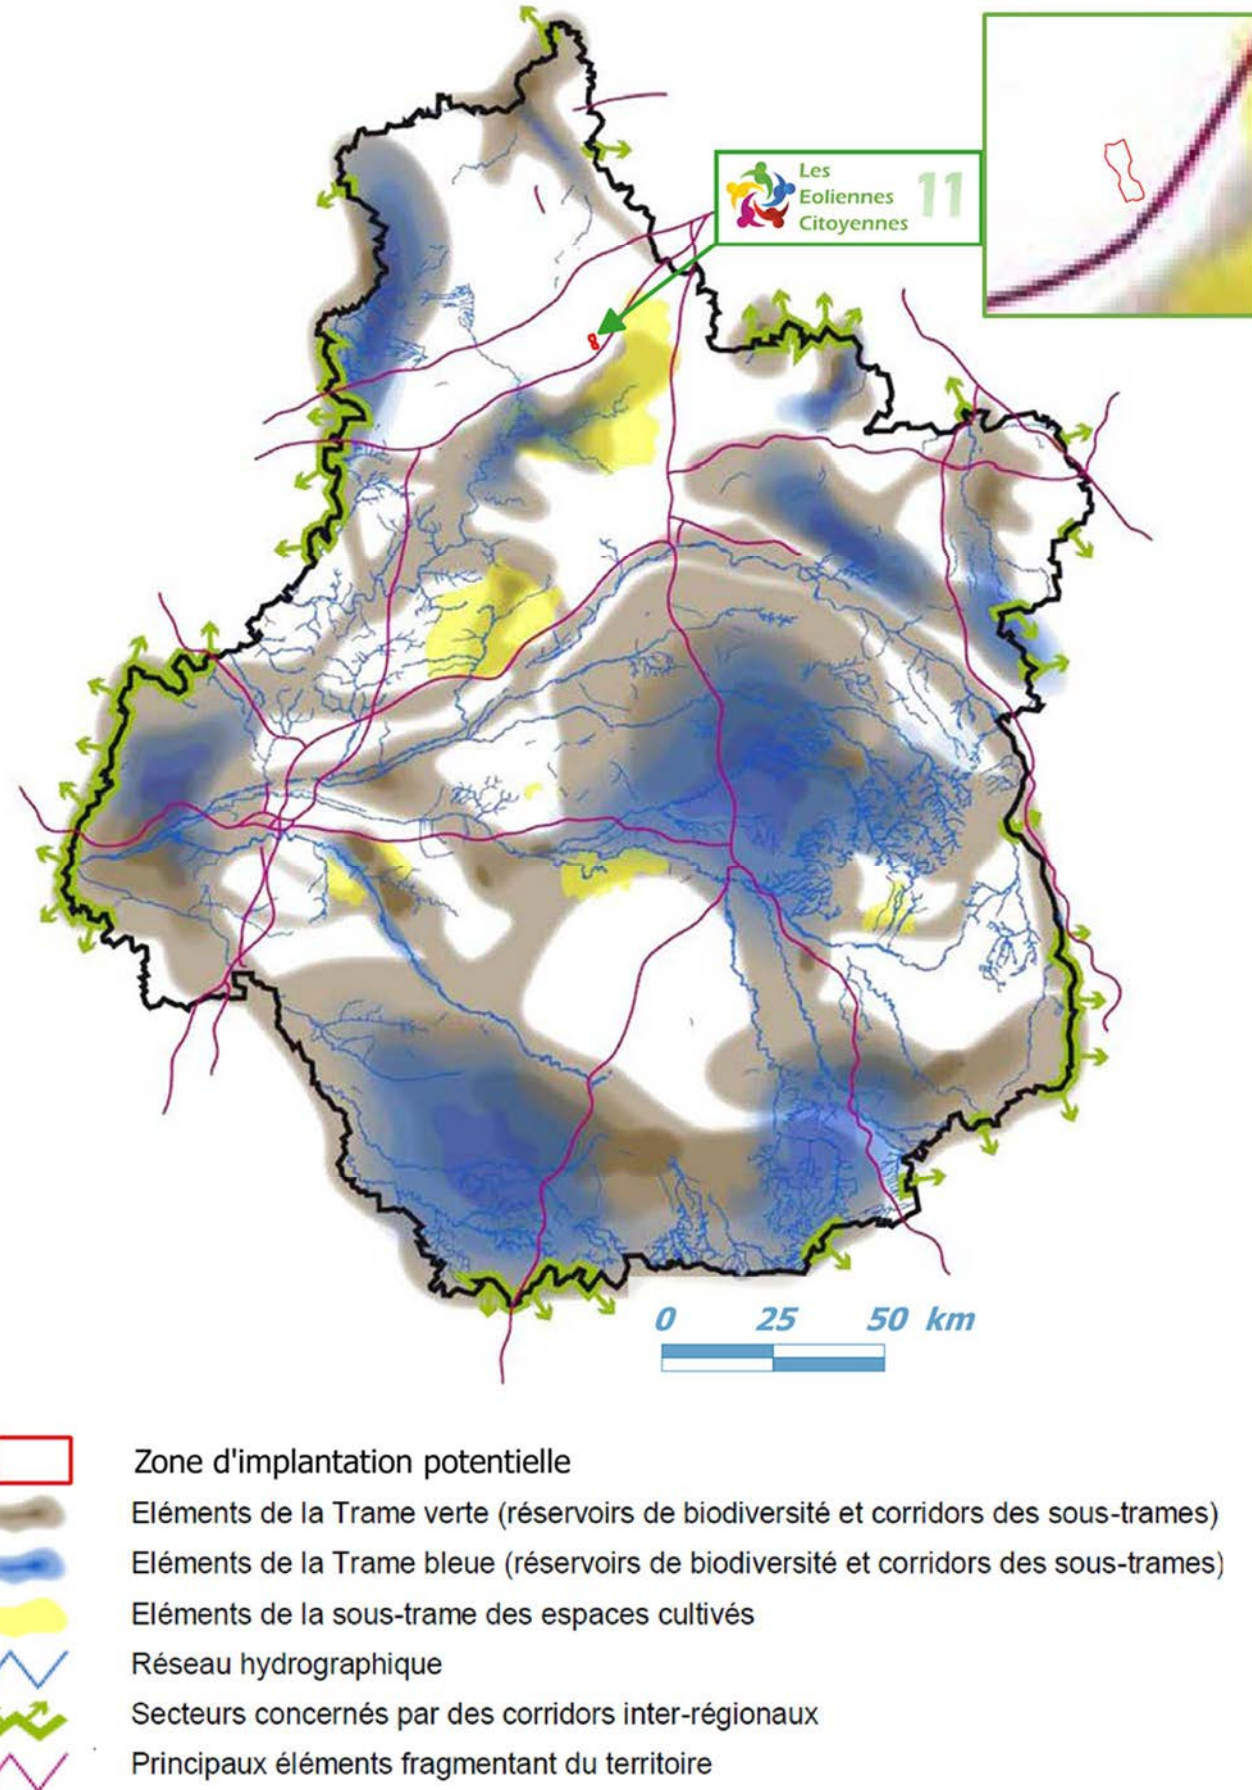 Les
Eoliennes
Citoyennes
11
0 25 50 km
Zone d'implantation potentielle
Eléments de la Trame verte (réservoirs de biodiversité et corridors des sous-trames)
Eléments de la Trame bleue (réservoirs de biodiversité et corridors des sous-trames)
Eléments de la sous-trame des espaces cultivés
Réseau hydrographique
Secteurs concernés par des corridors inter-régionaux
Principaux éléments fragmentant du territoire